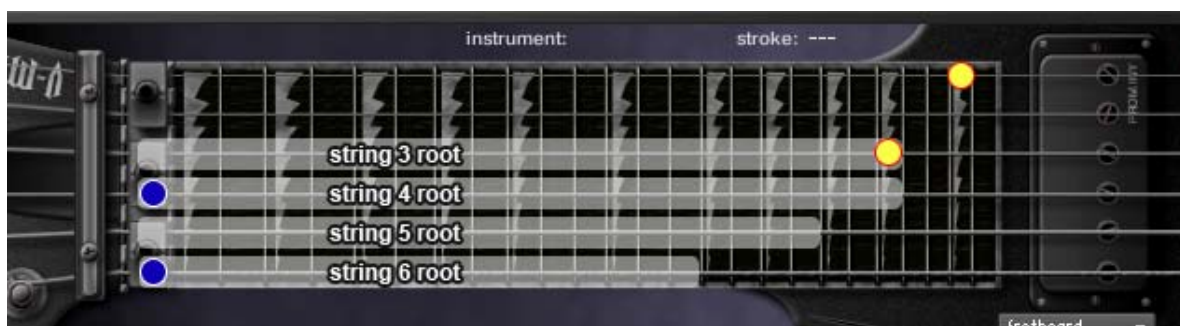 instrument: stroke: ---
string 3 root
string 4 root
string 5 root
string 6 root